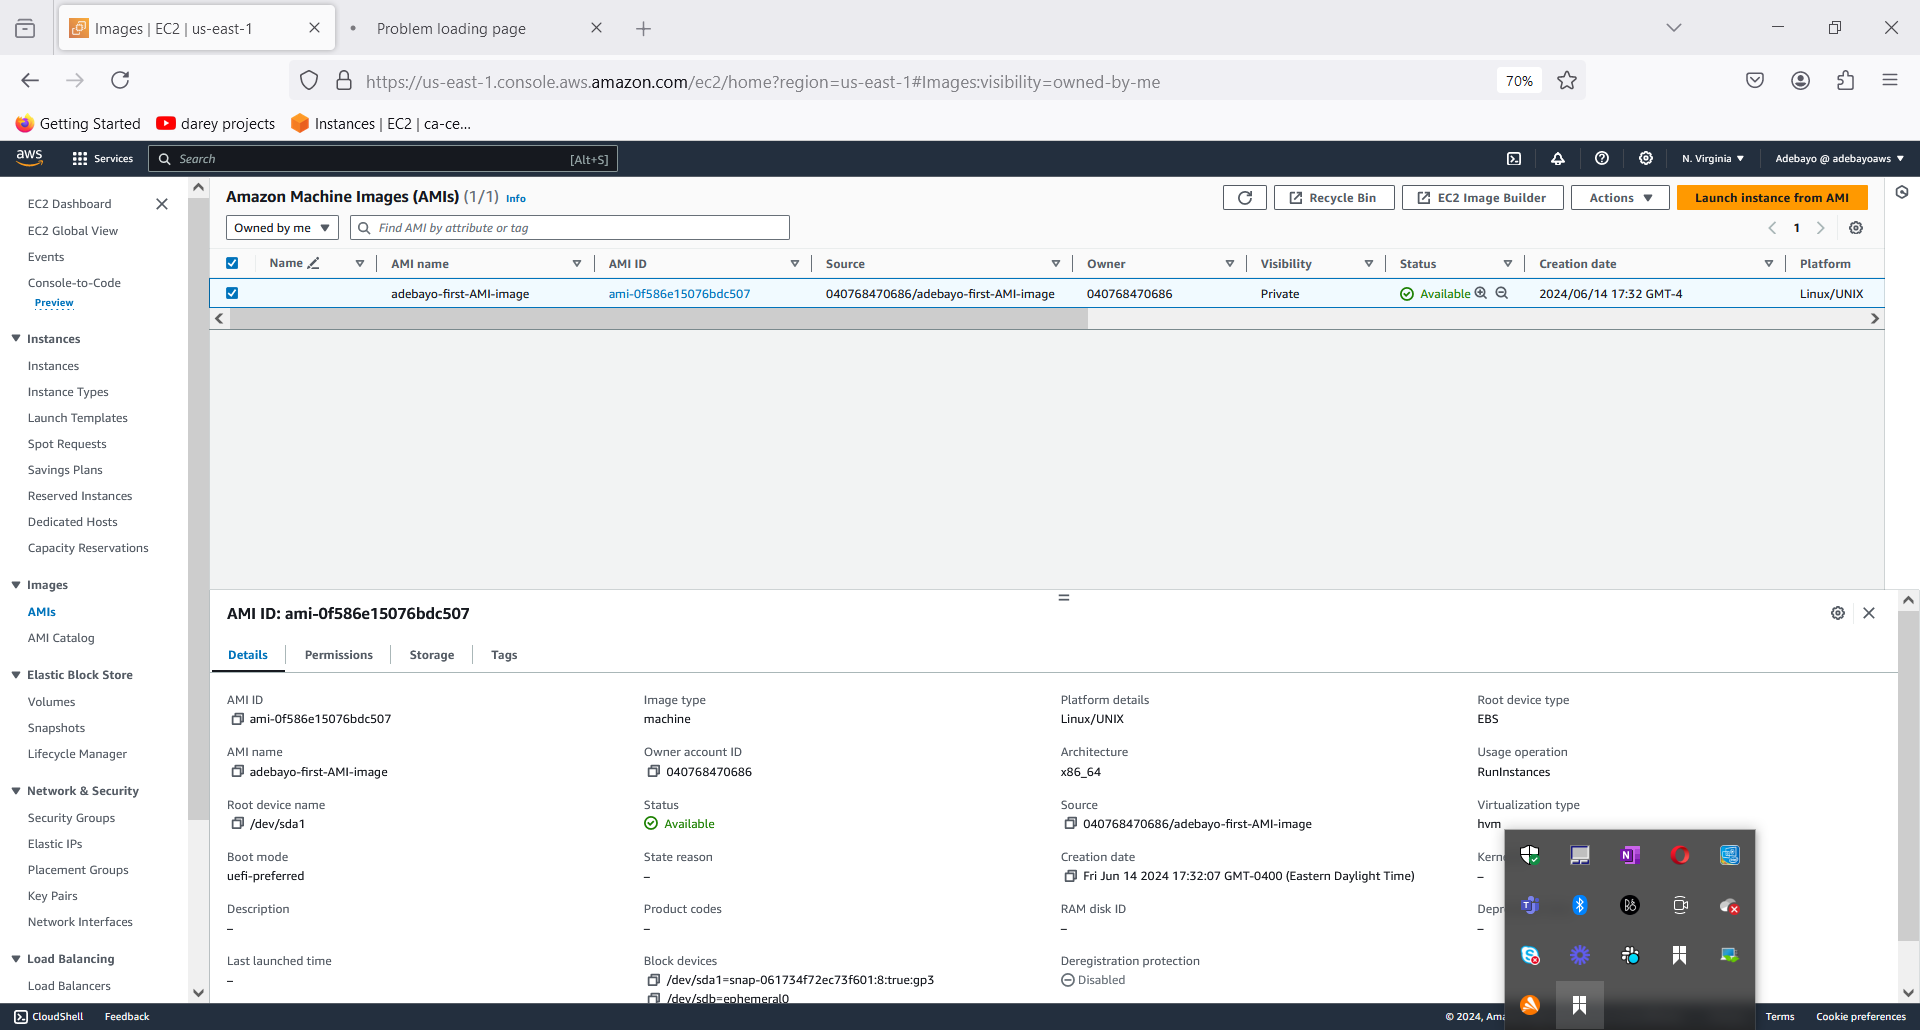 Images | EC2 | us-east-1
Problem loading page
https://us-east-1.console.aws.amazon.com/ec2/home?region=us-east-1#Images:visibility=owned-by-me
70%
Getting Started
darey projects
Instances | EC2 | ca-ce...
aws
Services
Search
[Alt+S]
N. Virginia
Adebayo @ adebayoaws
EC2 Dashboard
EC2 Global View
Events
Console-to-Code
Preview
Instances
Instances
Instance Types
Launch Templates
Spot Requests
Savings Plans
Reserved Instances
Dedicated Hosts
Capacity Reservations
Images
AMIs
AMI Catalog
Elastic Block Store
Volumes
Snapshots
Lifecycle Manager
Network & Security
Security Groups
Elastic IPs
Placement Groups
Key Pairs
Network Interfaces
Load Balancing
Load Balancers
Amazon Machine Images (AMIs) (1/1) Info
Recycle Bin
EC2 Image Builder
Actions
Launch instance from AMI
Owned by me
Find AMI by attribute or tag
1
Name AMI name AMI ID Source Owner Visibility Status Creation date Platform
adebayo-first-AMI-image ami-0f586e15076bdc507 040768470686/adebayo-first-AMI-image 040768470686 Private Available 2024/06/14 17:32 GMT-4 Linux/UNIX
AMI ID: ami-0f586e15076bdc507
Details Permissions Storage Tags
AMI ID Image type Platform details Root device type
ami-0f586e15076bdc507 machine Linux/UNIX EBS
AMI name Owner account ID Architecture Usage operation
adebayo-first-AMI-image 040768470686 x86_64 RunInstances
Root device name Status Source Virtualization type
/dev/sda1 Available 040768470686/adebayo-first-AMI-image hvm
Boot mode State reason Creation date Kern
uefi-preferred – Fri Jun 14 2024 17:32:07 GMT-0400 (Eastern Daylight Time) –
Description Product codes RAM disk ID Depr
– – – –
Last launched time Block devices Deregistration protection
– /dev/sda1=snap-061734f72ec73f601:8:true:gp3 Disabled
/dev/sdb=ephemeral0
CloudShell Feedback © 2024, Ama Terms Cookie preferences